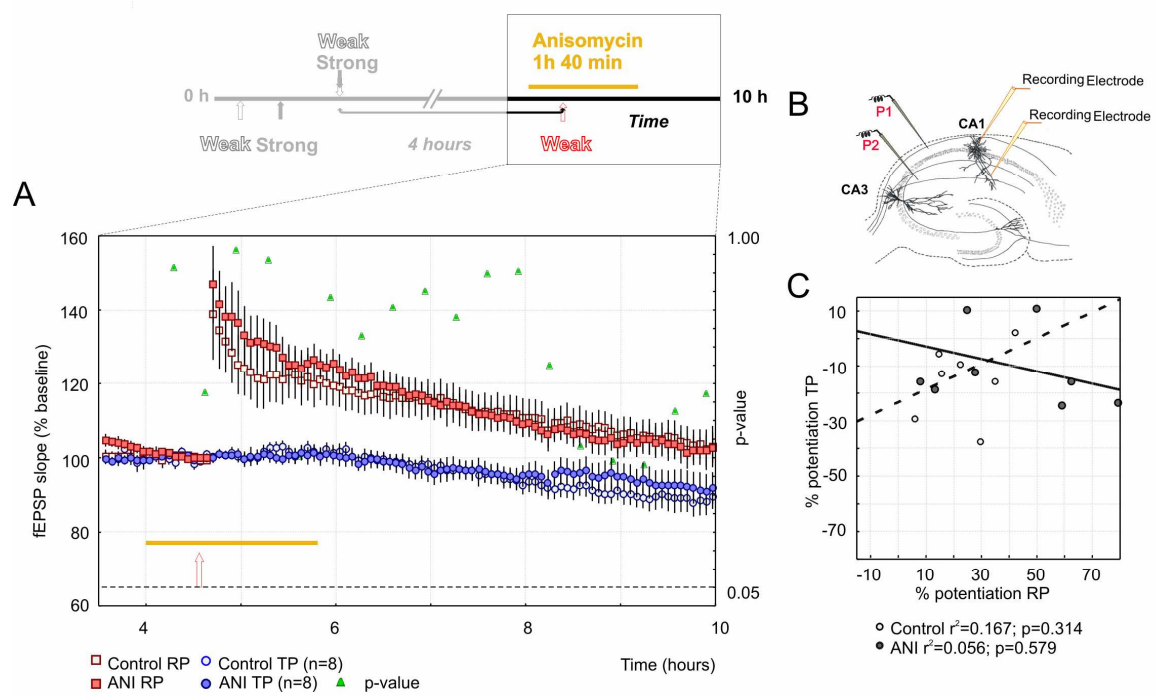 Weak
Strong
Anisomycin
1h 40 min
0 h
10 h
Weak Strong
4 hours
Weak
Time
B
P1
P2
CA1
CA3
Recording Electrode
Recording Electrode
A
160
140
120
100
80
60
fEPSP slope (% baseline)
1.00
0.05
p-value
4
6
8
10
Time (hours)
Control RP
Control TP (n=8)
ANI RP
ANI TP (n=8)
p-value
C
10
-10
-30
-50
-70
% potentiation TP
-10
10
30
50
70
% potentiation RP
Control r²=0.167; p=0.314
ANI r²=0.056; p=0.579